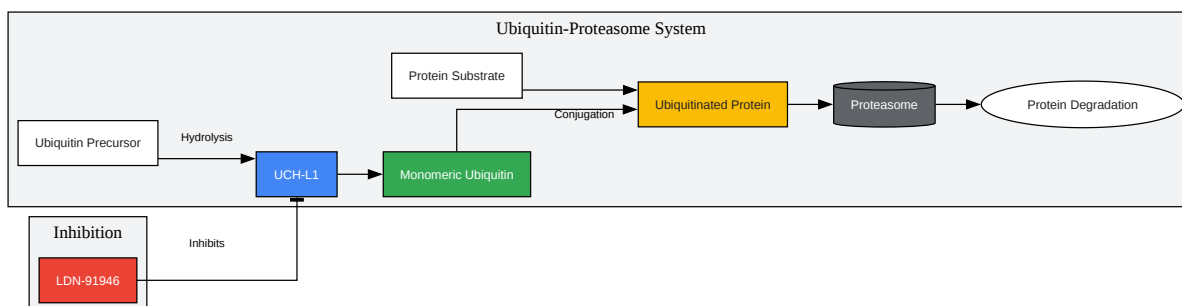 Ubiquitin-Proteasome System
Protein Substrate
Ubiquitinated Protein
Proteasome
Protein Degradation
Conjugation
Ubiquitin Precursor
Hydrolysis
UCH-L1
Monomeric Ubiquitin
Inhibition
Inhibits
LDN-91946